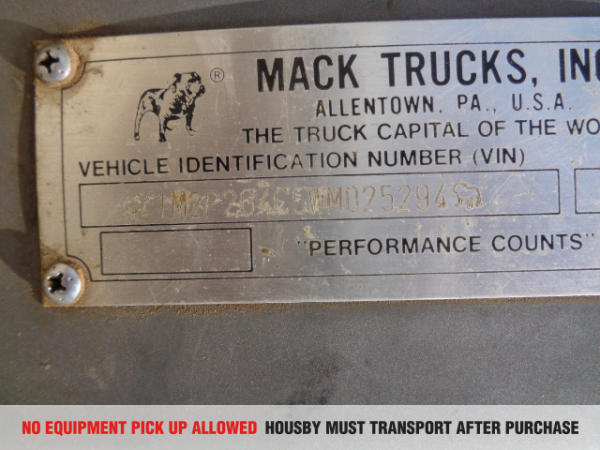 ® MACK TRUCKS, INC
ALLENTOWN, PA., U.S.A.
THE TRUCK CAPITAL OF THE WO
VEHICLE IDENTIFICATION NUMBER (VIN)
1M2P264C5WM025294
"PERFORMANCE COUNTS"
NO EQUIPMENT PICK UP ALLOWED HOUSBY MUST TRANSPORT AFTER PURCHASE